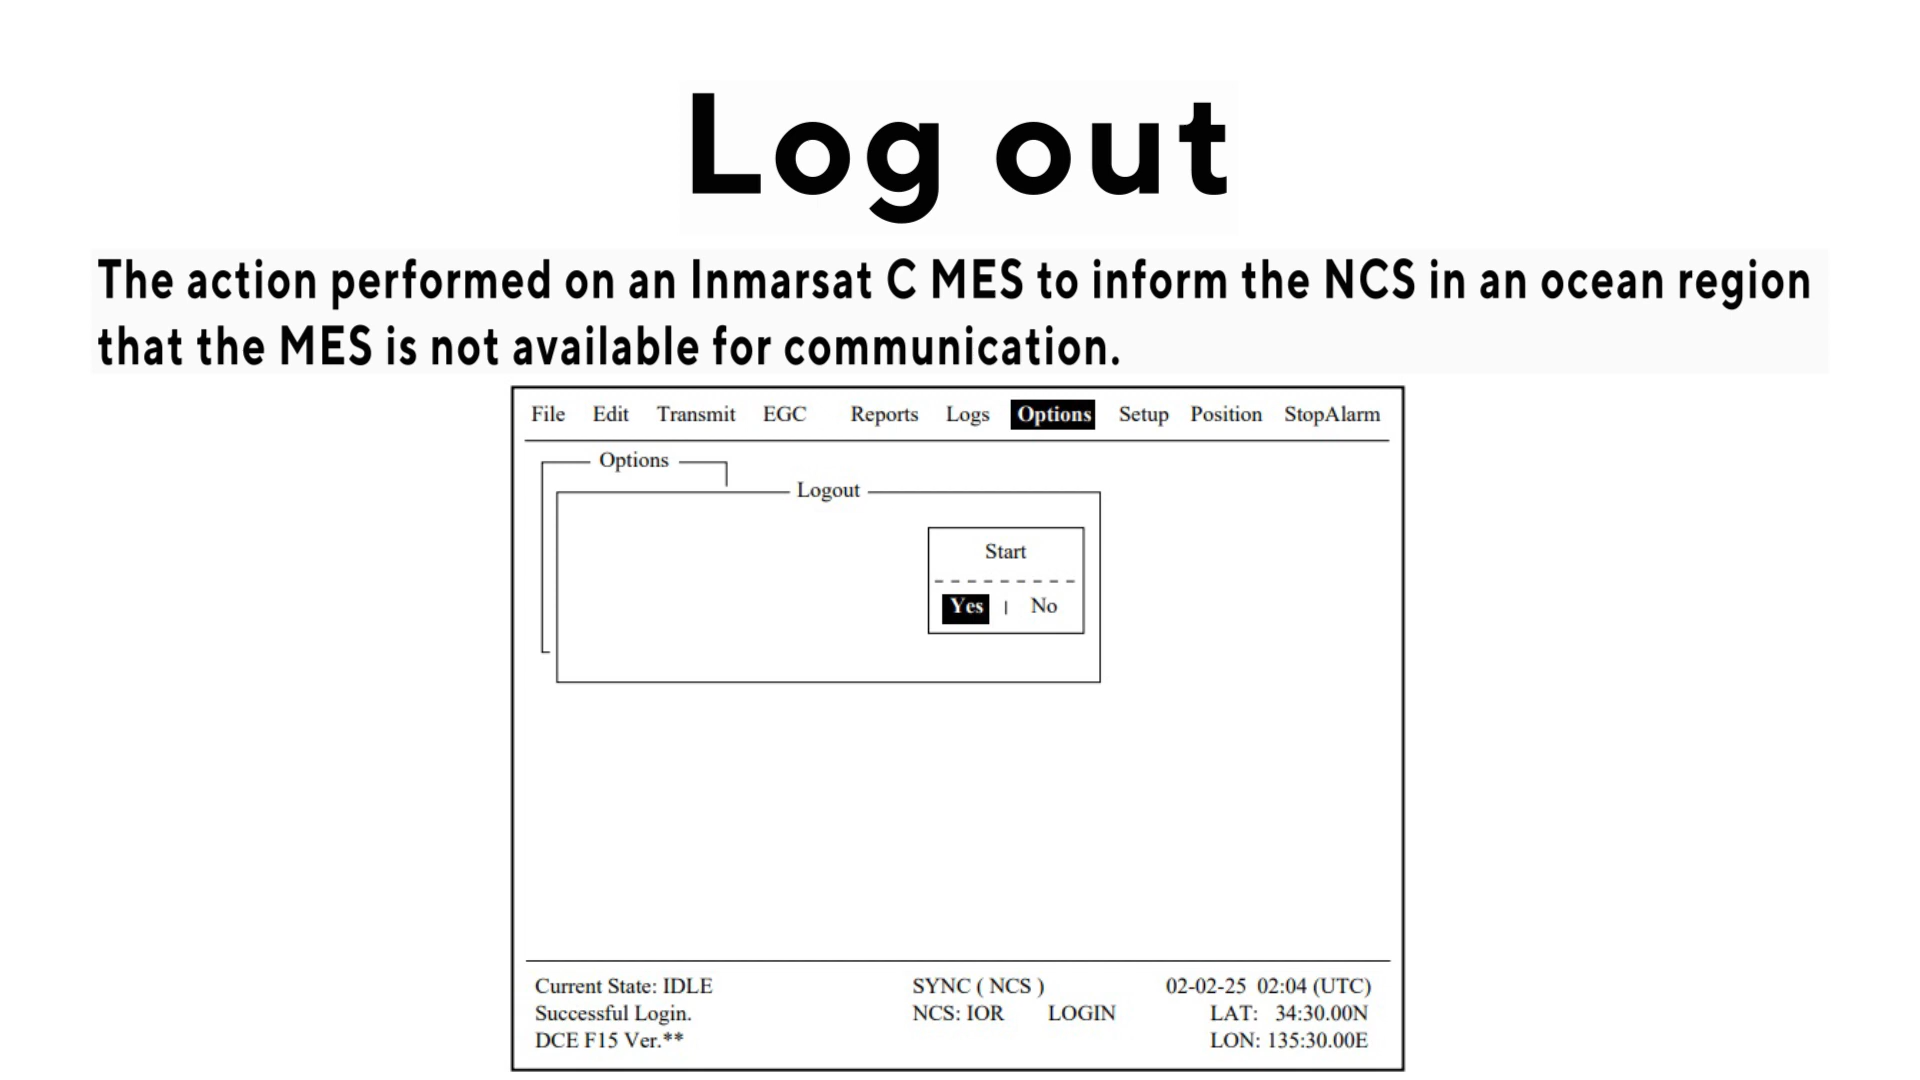 Log out
The action performed on an Inmarsat C MES to inform the NCS in an ocean region
that the MES is not available for communication.
File Edit Transmit EGC Reports Logs Options Setup Position StopAlarm
Options
Logout
Start
Yes | No
Current State: IDLE SYNC ( NCS ) 02-02-25 02:04 (UTC)
Successful Login. NCS: IOR LOGIN LAT: 34:30.00N
DCE F15 Ver.** LON: 135:30.00E